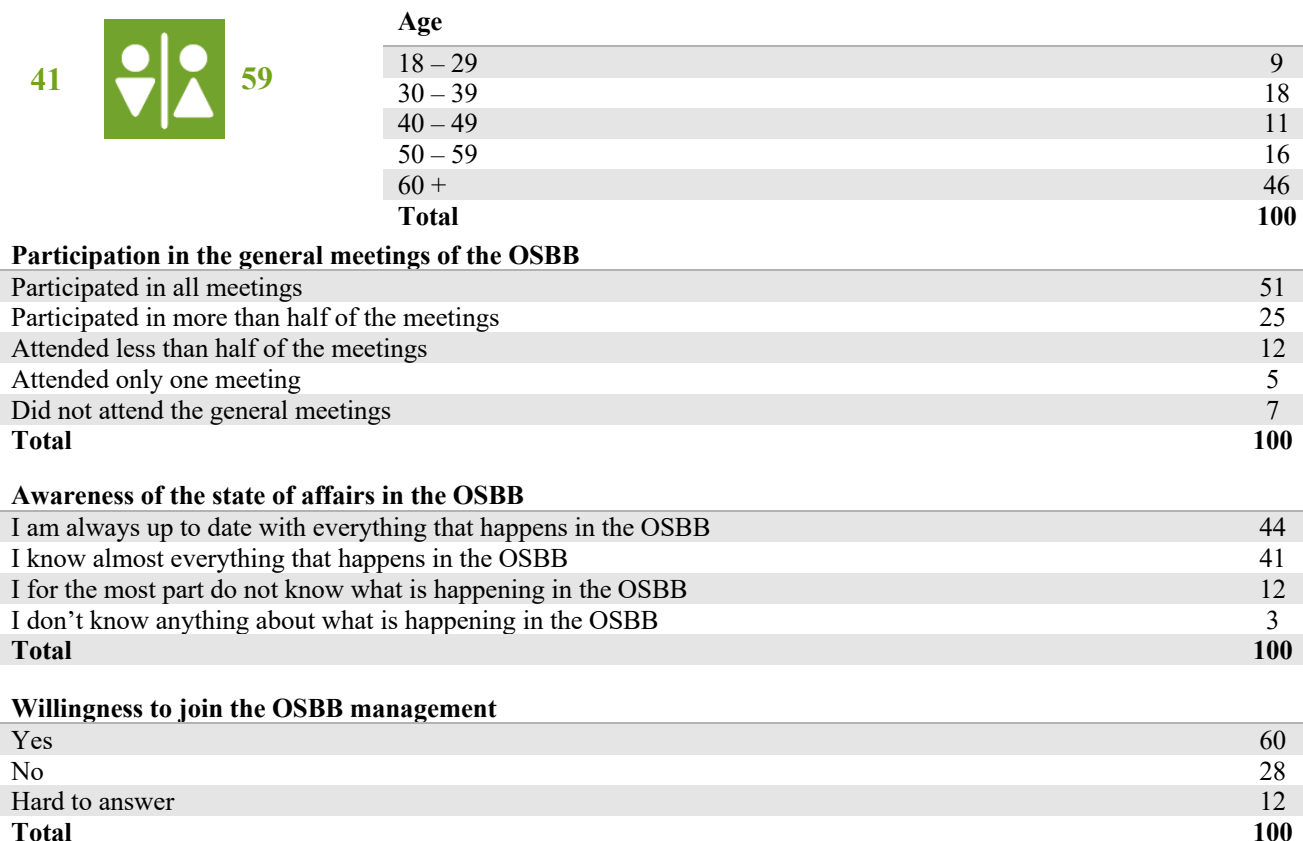 41 59
Age
18 – 29 9
30 – 39 18
40 – 49 11
50 – 59 16
60 + 46
Total 100
Participation in the general meetings of the OSBB
Participated in all meetings 51
Participated in more than half of the meetings 25
Attended less than half of the meetings 12
Attended only one meeting 5
Did not attend the general meetings 7
Total 100
Awareness of the state of affairs in the OSBB
I am always up to date with everything that happens in the OSBB 44
I know almost everything that happens in the OSBB 41
I for the most part do not know what is happening in the OSBB 12
I don’t know anything about what is happening in the OSBB 3
Total 100
Willingness to join the OSBB management
Yes 60
No 28
Hard to answer 12
Total 100